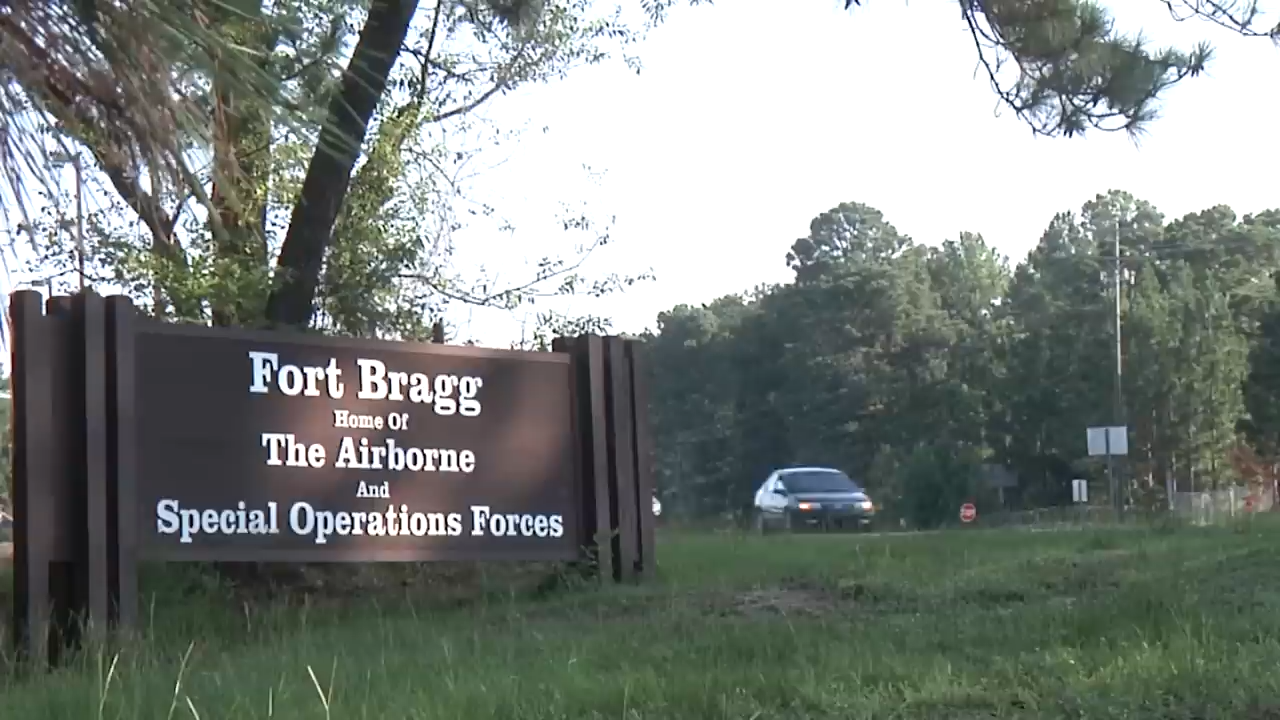 Fort Bragg
Home Of
The Airborne
And
Special Operations Forces